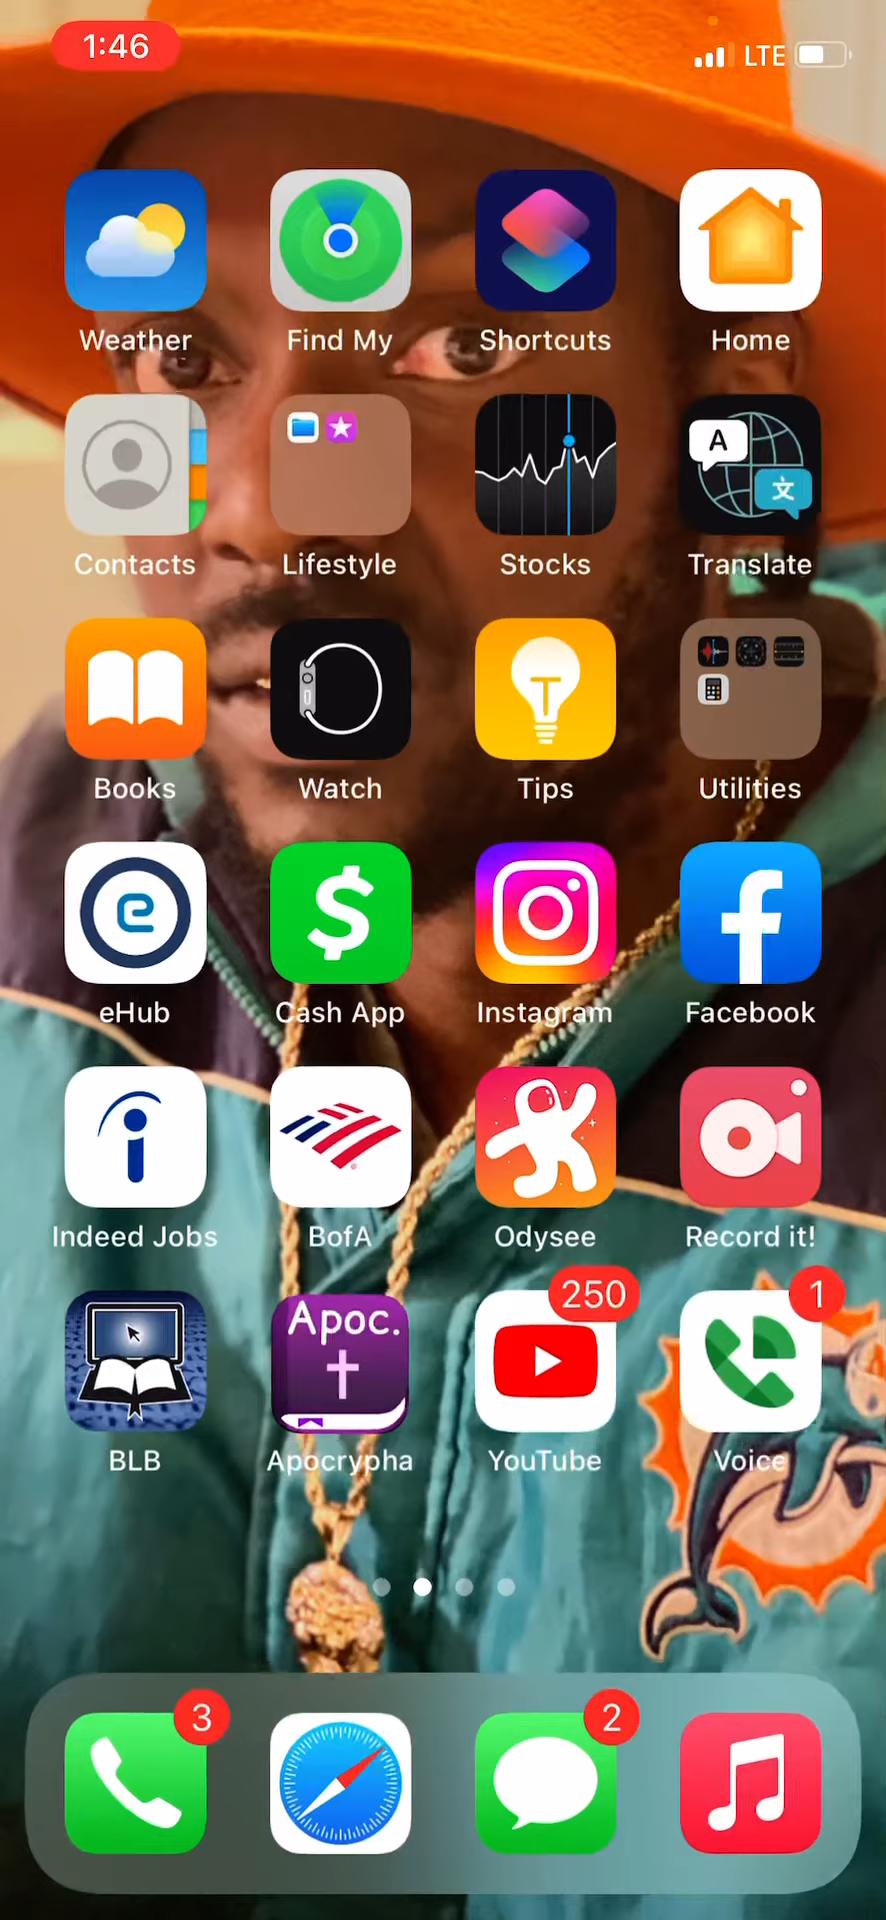 1:46 LTE
Weather Find My Shortcuts Home
A 文
Contacts Lifestyle Stocks Translate
Books Watch Tips Utilities
eHub Cash App Instagram Facebook
Indeed Jobs BofA Odysee Record it!
Apoc. 250 1
BLB Apocrypha YouTube Voice
3 2